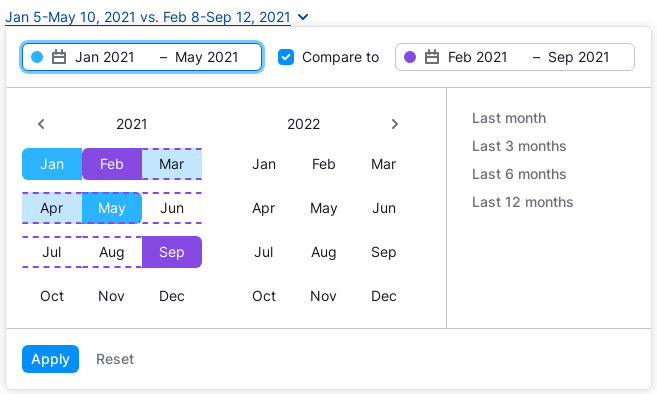 Jan 5-May 10, 2021 vs. Feb 8-Sep 12, 2021
Jan 2021 – May 2021 Compare to Feb 2021 – Sep 2021
2021 2022
Jan Feb Mar Jan Feb Mar
Apr May Jun Apr May Jun
Jul Aug Sep Jul Aug Sep
Oct Nov Dec Oct Nov Dec
Last month
Last 3 months
Last 6 months
Last 12 months
Apply Reset